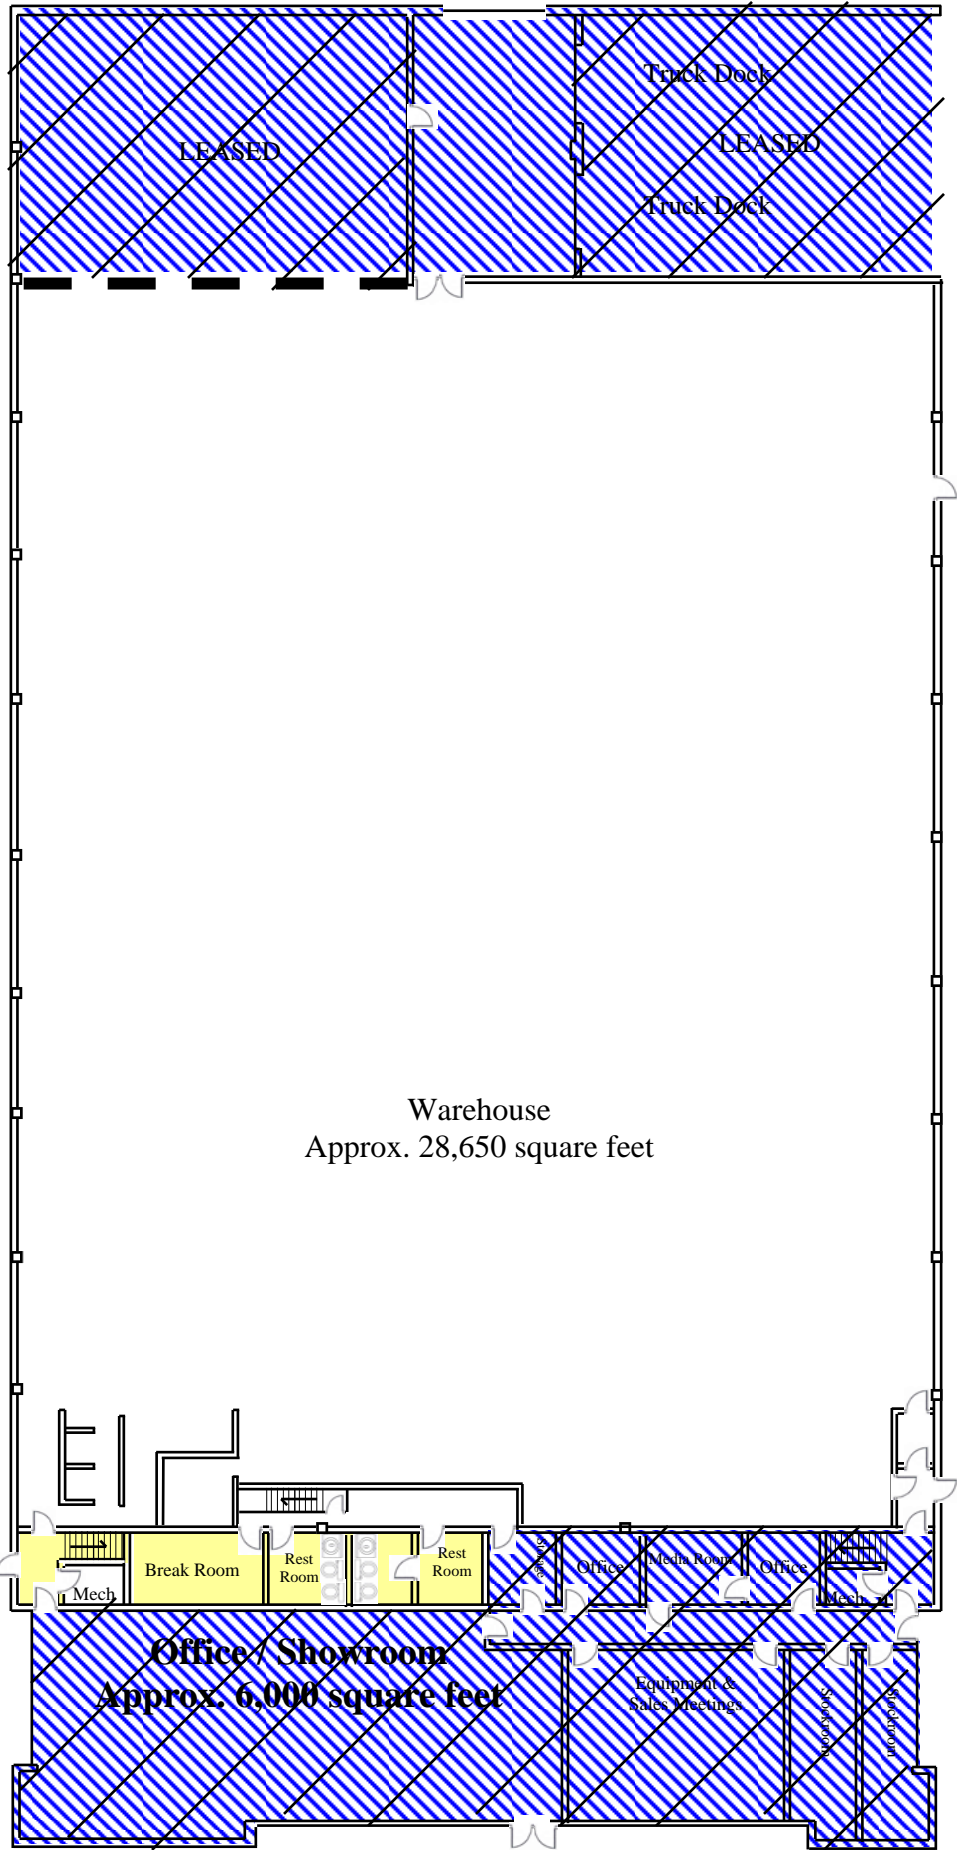 Truck Dock
LEASED
LEASED
Truck Dock
Warehouse
Approx. 28,650 square feet
Break Room
Rest
Room
Rest
Room
Mech
Storage
Office
Media Room
Office
Mech
Office / Showroom
Approx. 6,000 square feet
Equipment &
Sales Meetings
Stockroom
Stockroom